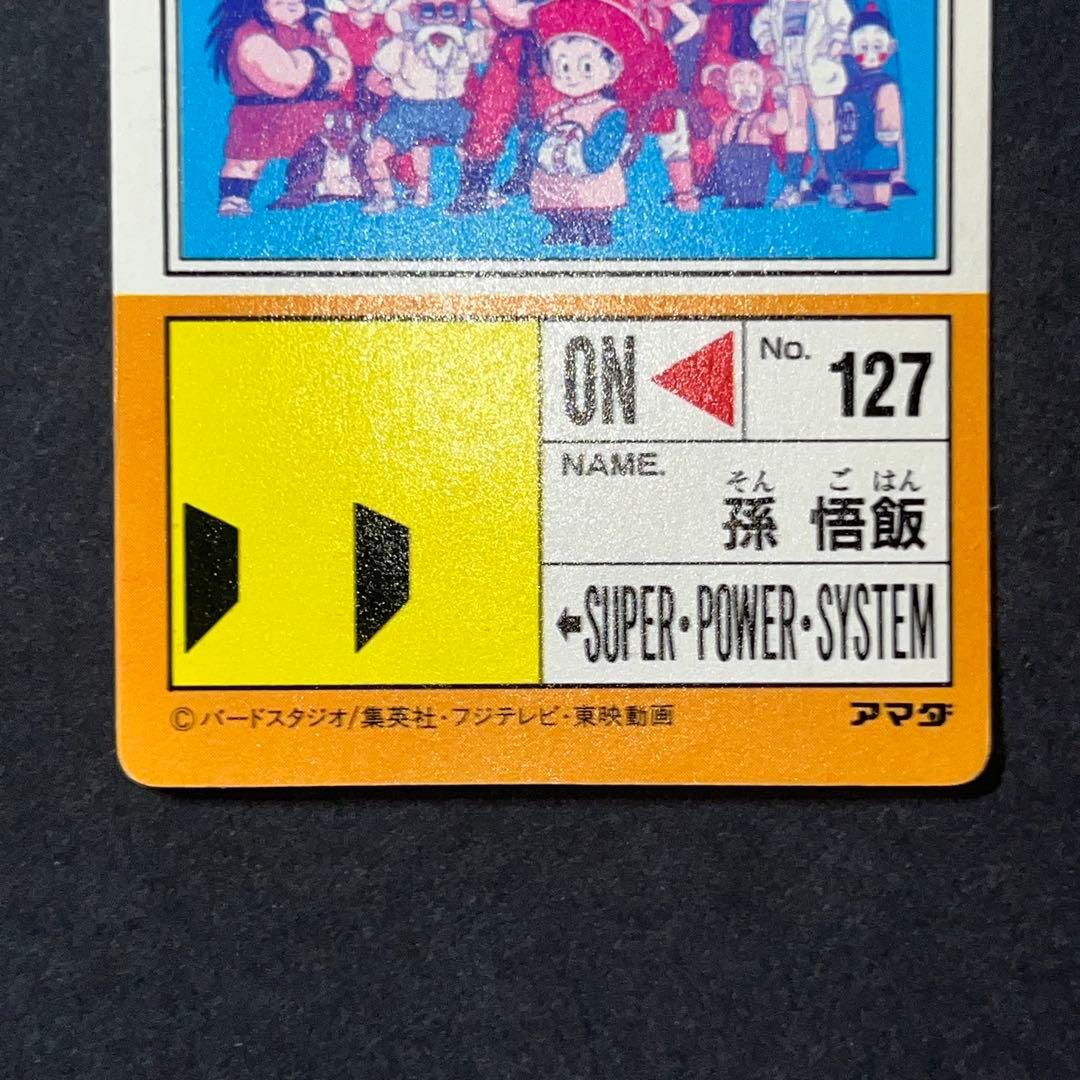 ON
No. 127
NAME.
そん ご はん
孫 悟飯
←SUPER・POWER・SYSTEM
©バードスタジオ/集英社・フジテレビ・東映動画
アマダ